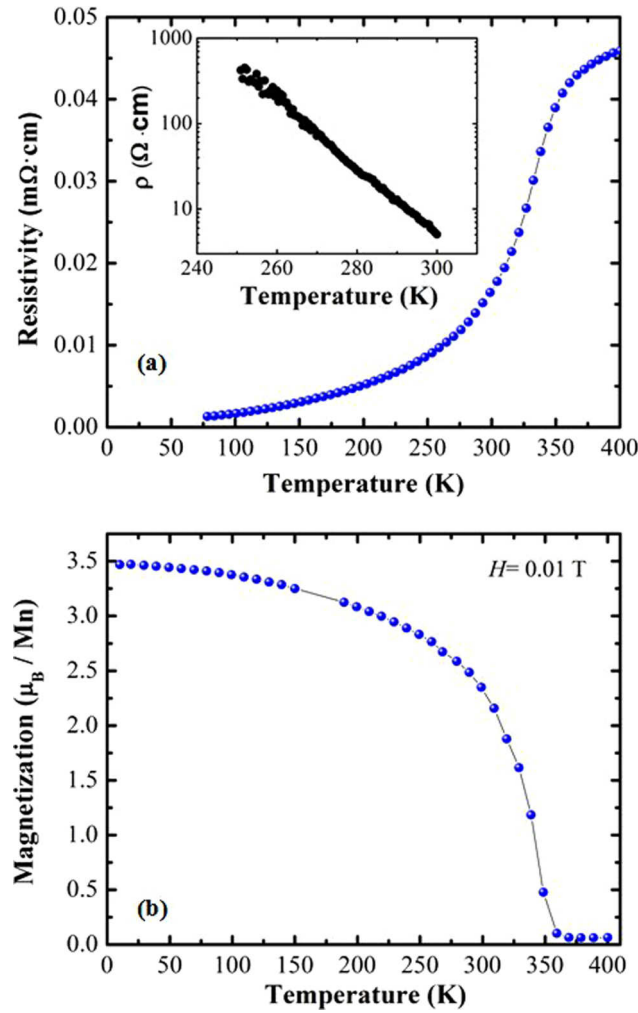 0.05
0.04
0.03
0.02
0.01
0.00
Resistivity (mΩ·cm)
1000
100
10
ρ (Ω·cm)
240 260 280 300
Temperature (K)
(a)
0 50 100 150 200 250 300 350 400
Temperature (K)
3.5
3.0
2.5
2.0
1.5
1.0
0.5
0.0
Magnetization (μB / Mn)
H= 0.01 T
(b)
0 50 100 150 200 250 300 350 400
Temperature (K)